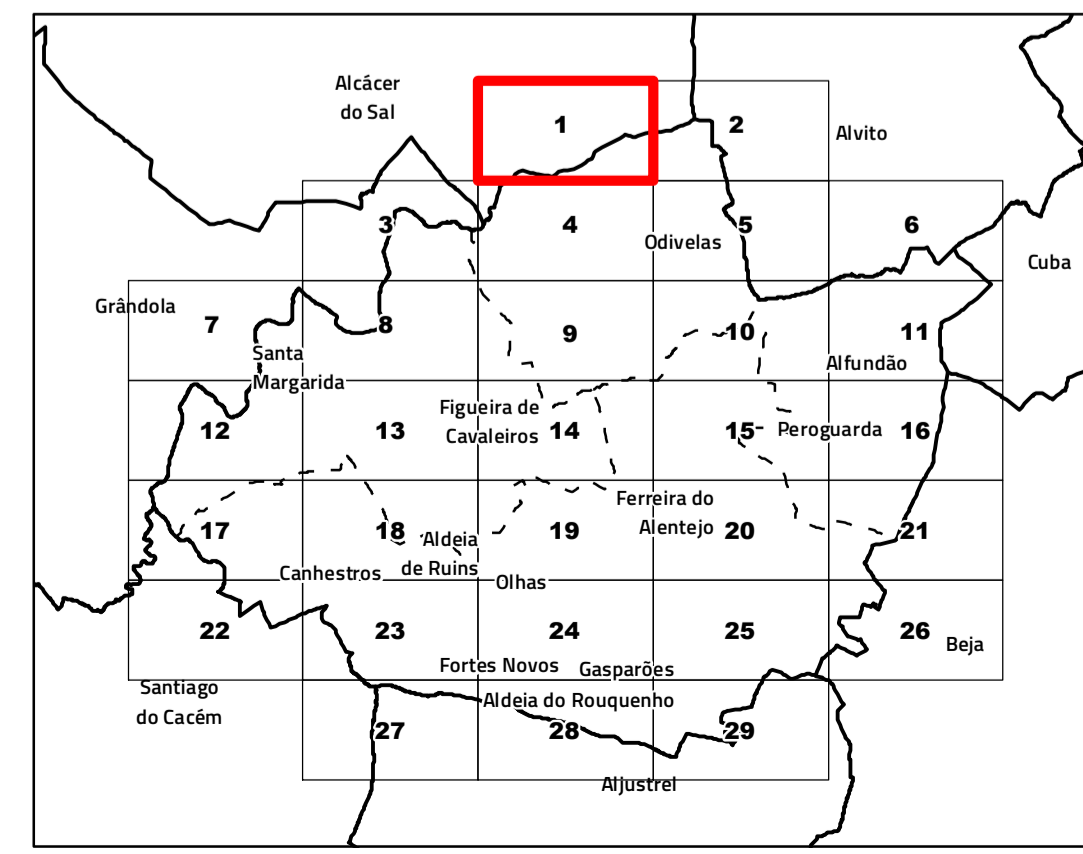 Alcácer
do Sal
1
2
Alvito
3
4
5
6
Odivelas
Cuba
Grândola
7
8
9
10
11
Santa
Margarida
Alfundão
Figueira de
Cavaleiros
12
13
14
15
Peroguarda
16
Ferreira do
Alentejo
17
18
Aldeia
de Ruins
19
20
21
Canhestros
Olhas
22
23
24
25
26
Beja
Fortes Novos
Gasparões
Santiago
do Cacém
Aldeia do Rouquenho
27
28
29
Aljustrel